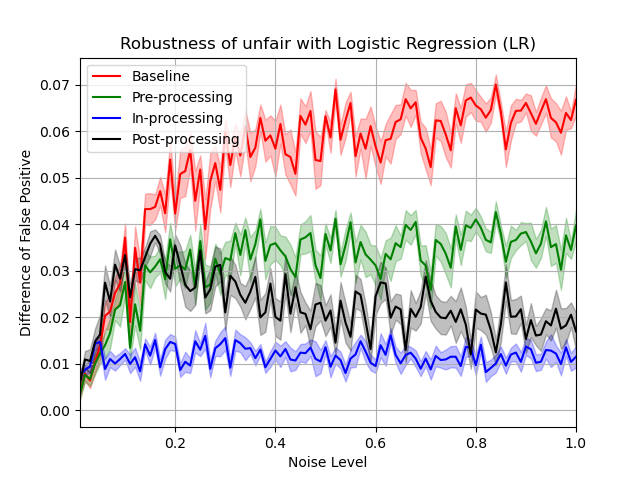 Robustness of unfair with Logistic Regression (LR)
Baseline
Pre-processing
In-processing
Post-processing
Difference of False Positive
0.07
0.06
0.05
0.04
0.03
0.02
0.01
0.00
0.2
0.4
0.6
0.8
1.0
Noise Level